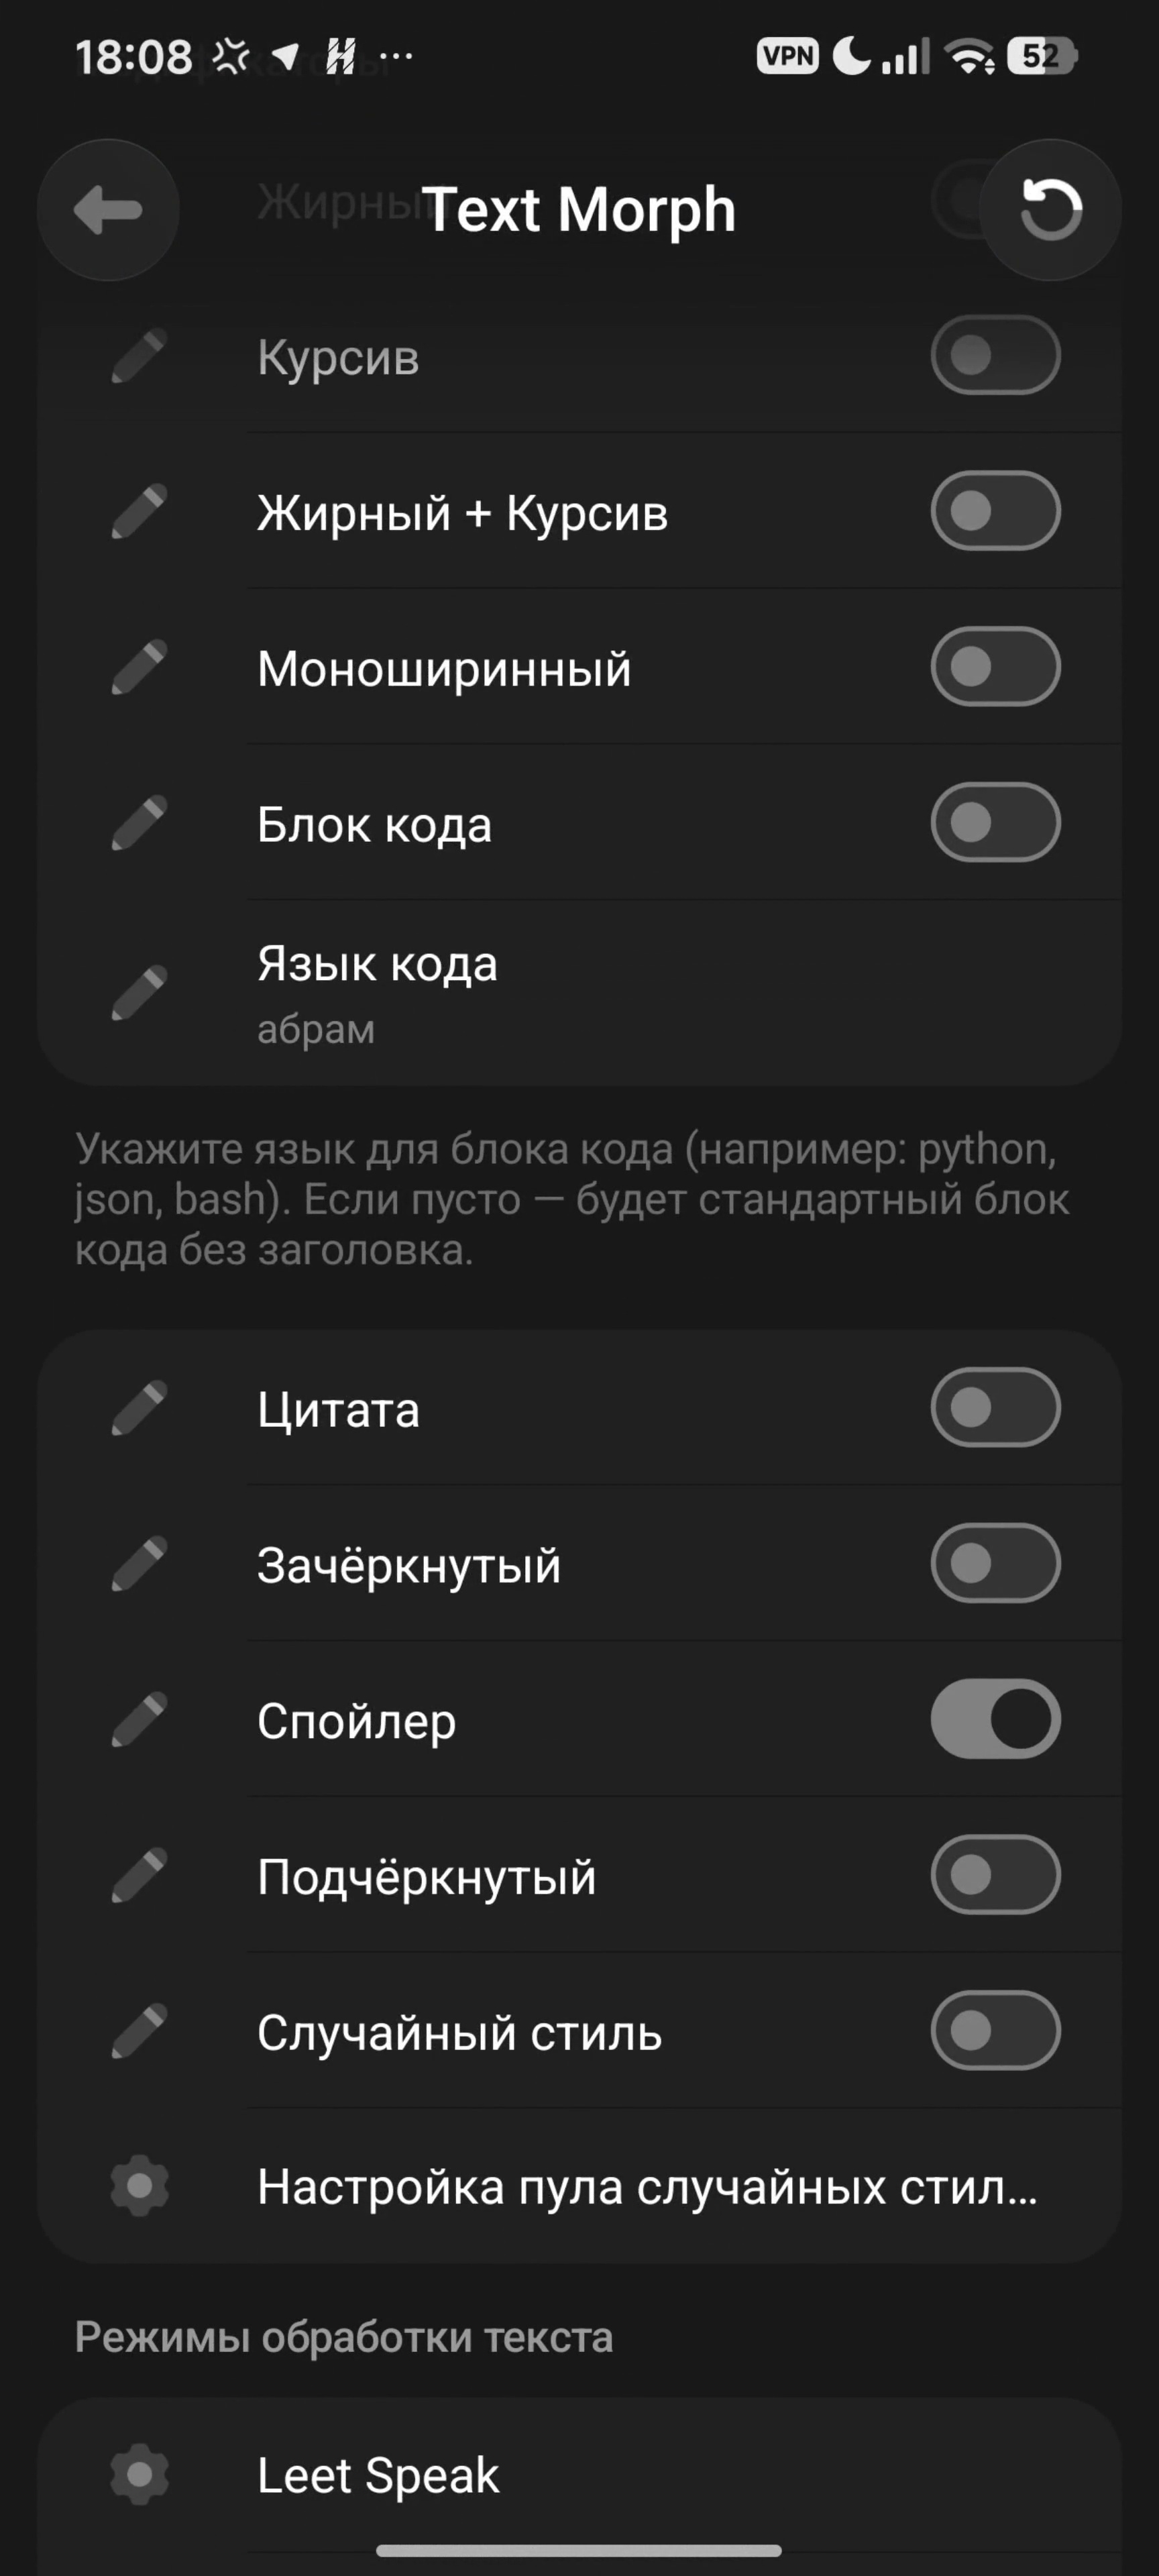 18:08
VPN
52
Жирный
Text Morph
Курсив
Жирный + Курсив
Моноширинный
Блок кода
Язык кода
абрам
Укажите язык для блока кода (например: python,
json, bash). Если пусто — будет стандартный блок
кода без заголовка.
Цитата
Зачёркнутый
Спойлер
Подчёркнутый
Случайный стиль
Настройка пула случайных стил...
Режимы обработки текста
Leet Speak